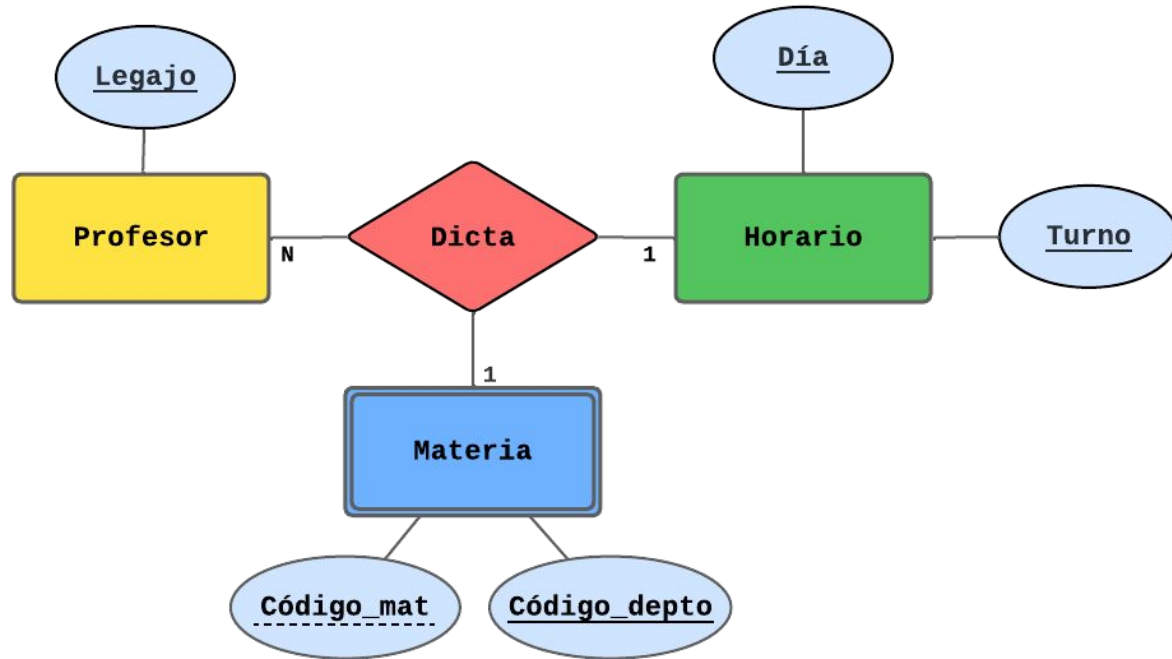 Legajo
Día
Profesor
N
Dicta
1
Horario
Turno
1
Materia
Código_mat
Código_depto